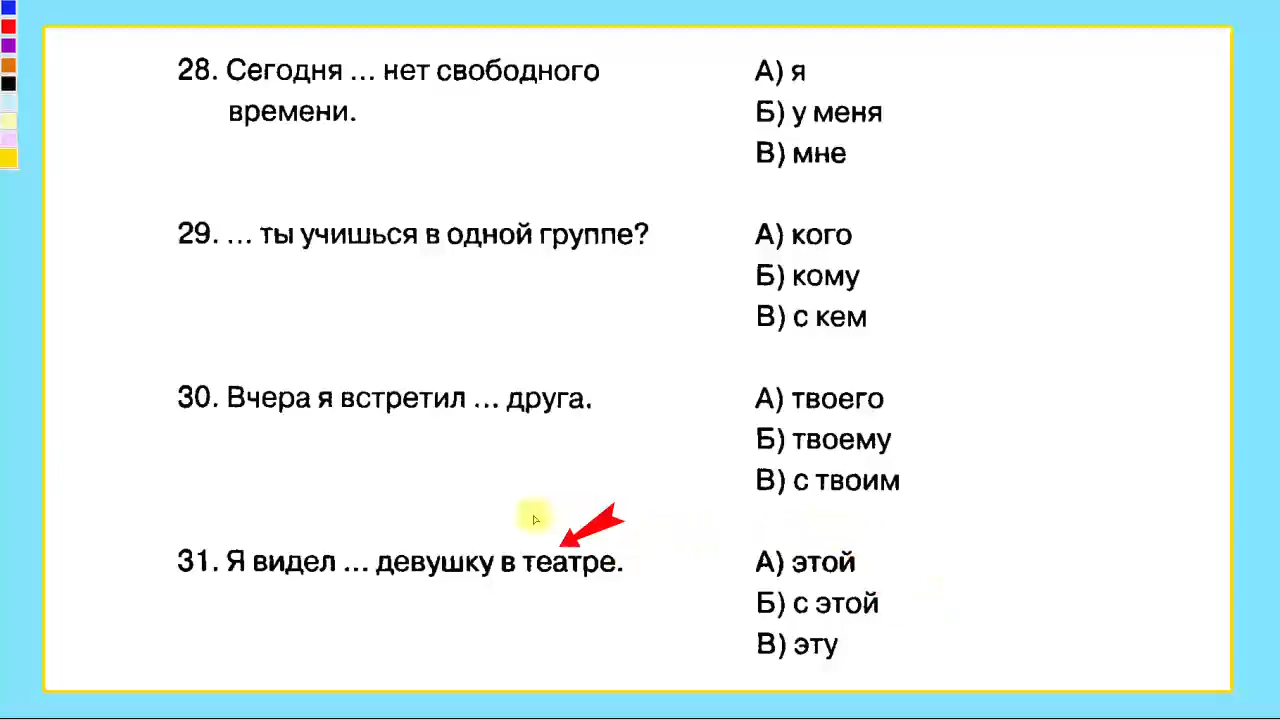 28. Сегодня ... нет свободного
времени.
А) я
Б) у меня
В) мне
29. ... ты учишься в одной группе?
А) кого
Б) кому
В) с кем
30. Вчера я встретил ... друга.
А) твоего
Б) твоему
В) с твоим
31. Я видел ... девушку в театре.
А) этой
Б) с этой
В) эту